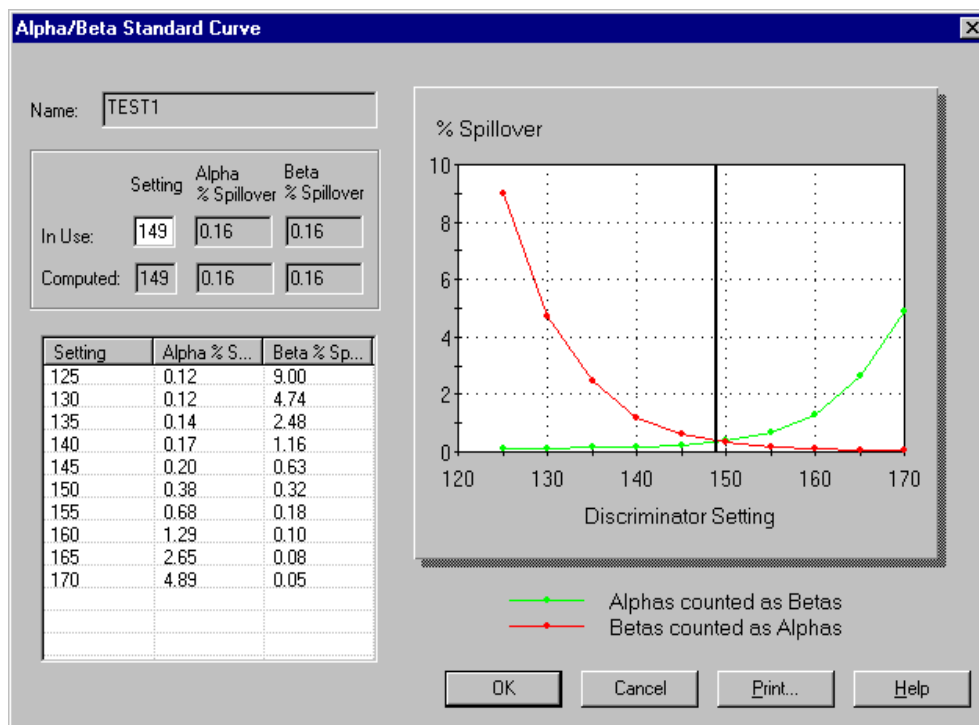 Alpha/Beta Standard Curve
Name: TEST1
Setting Alpha % Spillover Beta % Spillover
In Use: 149 0.16 0.16
Computed: 149 0.16 0.16
Setting Alpha % S... Beta % Sp...
125 0.12 9.00
130 0.12 4.74
135 0.14 2.48
140 0.17 1.16
145 0.20 0.63
150 0.38 0.32
155 0.68 0.18
160 1.29 0.10
165 2.65 0.08
170 4.89 0.05
% Spillover
10
8
6
4
2
0
120 130 140 150 160 170
Discriminator Setting
Alphas counted as Betas
Betas counted as Alphas
OK Cancel Print... Help